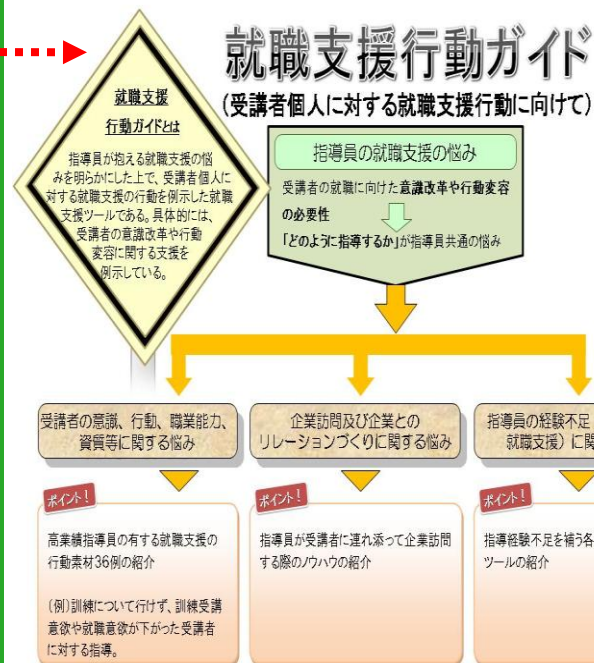 就職支援行動ガイド
(受講者個人に対する就職支援行動に向けて)
就職支援
行動ガイドとは
指導員が抱える就職支援の悩
みを明らかにした上で、受講者個人に
対する就職支援の行動を例示した就職
支援ツールである。具体的には、
受講者の意識改革や行動
変容に関する支援を
例示している。
指導員の就職支援の悩み
受講者の就職に向けた意識改革や行動変容
の必要性
「どのように指導するか」が指導員共通の悩み
受講者の意識、行動、職業能力、
資質等に関する悩み
ポイント!
高業績指導員の有する就職支援の
行動素材36例の紹介
(例)訓練について行けず、訓練受講
意欲や就職意欲が下がった受講者
に対する指導。
企業訪問及び企業との
リレーションづくりに関する悩み
ポイント!
指導員が受講者に連れ添って企業訪問
する際のノウハウの紹介
指導員の経験不足
就職支援)に関
ポイント!
指導経験不足を補う各
ツールの紹介